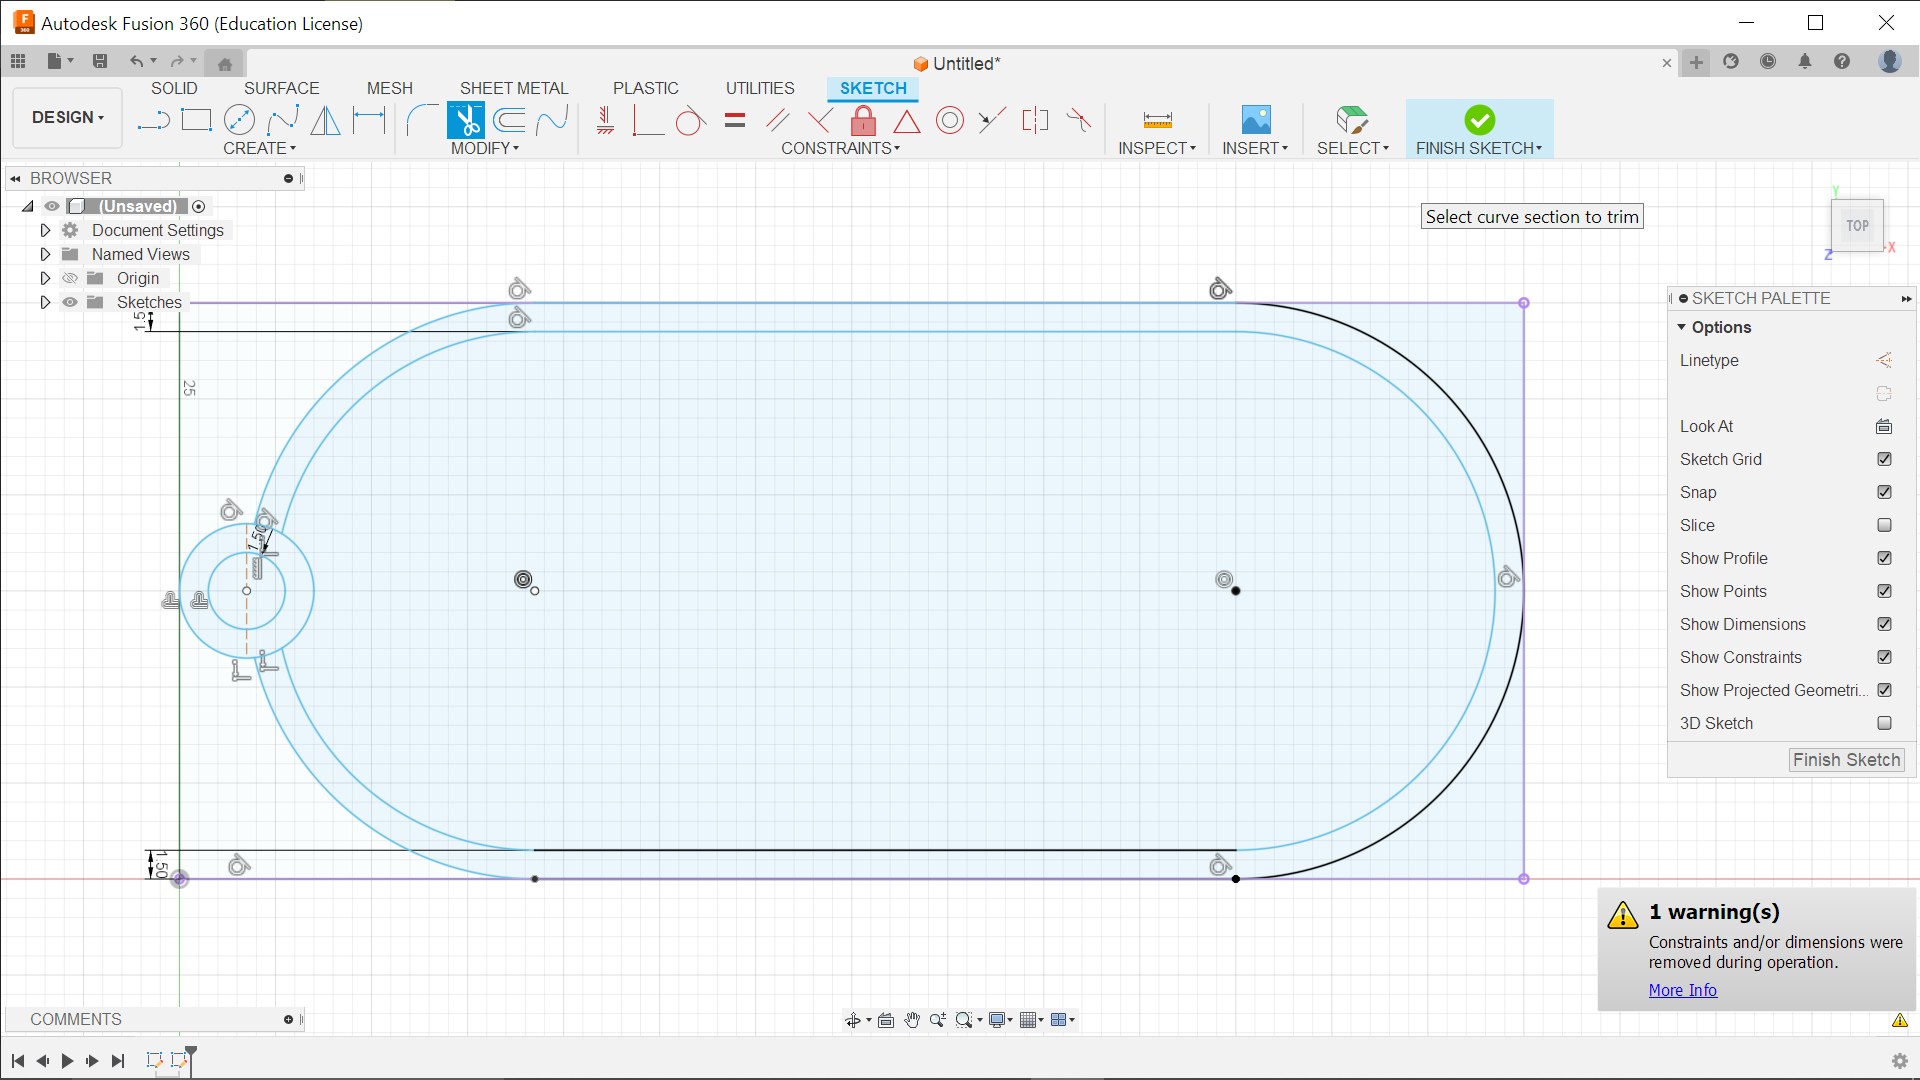 Autodesk Fusion 360 (Education License)
Untitled*
SOLID SURFACE MESH SHEET METAL PLASTIC UTILITIES SKETCH
DESIGN
CREATE MODIFY CONSTRAINTS INSPECT INSERT SELECT FINISH SKETCH
BROWSER
(Unsaved)
Document Settings
Named Views
Origin
Sketches
Select curve section to trim
Y
TOP
X
Z
1.5
25
1.50
1.50
SKETCH PALETTE
Options
Linetype
Look At
Sketch Grid
Snap
Slice
Show Profile
Show Points
Show Dimensions
Show Constraints
Show Projected Geometri...
3D Sketch
Finish Sketch
1 warning(s)
Constraints and/or dimensions were
removed during operation.
More Info
COMMENTS